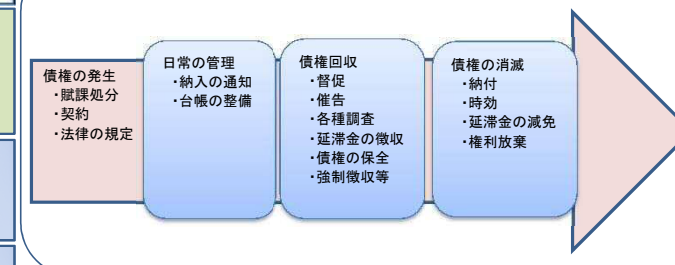 債権の発生
・賦課処分
・契約
・法律の規定
日常の管理
・納入の通知
・台帳の整備
債権回収
・督促
・催告
・各種調査
・延滞金の徴収
・債権の保全
・強制徴収等
債権の消滅
・納付
・時効
・延滞金の減免
・権利放棄